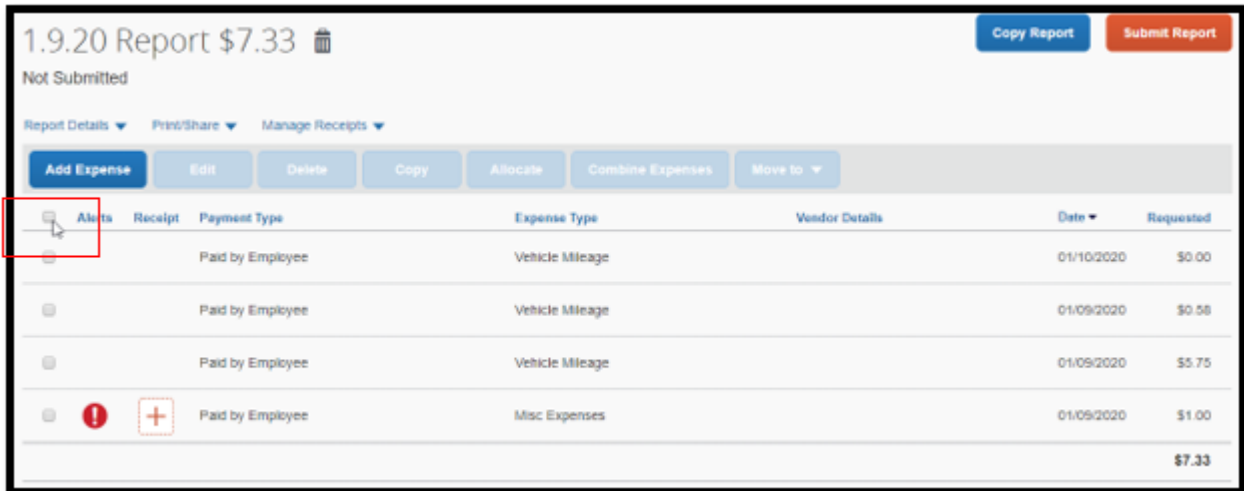 1.9.20 Report $7.33
Copy Report Submit Report
Not Submitted
Report Details Print/Share Manage Receipts
Add Expense Edit Delete Copy Allocate Combine Expenses Move to
Alerts Receipt Payment Type Expense Type Vendor Details Date Requested
Paid by Employee Vehicle Mileage 01/10/2020 $0.00
Paid by Employee Vehicle Mileage 01/09/2020 $0.58
Paid by Employee Vehicle Mileage 01/09/2020 $5.75
Paid by Employee Misc Expenses 01/09/2020 $1.00
$7.33